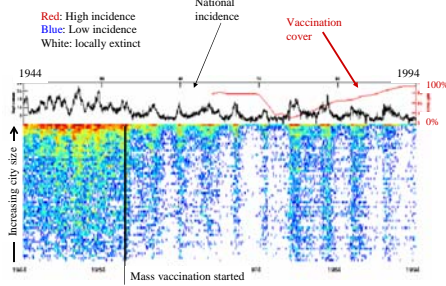 National
incidence
Red: High incidence
Blue: Low incidence
White: locally extinct
Vaccination
cover
1944
1994
100%
0%
Increasing city size
Mass vaccination started